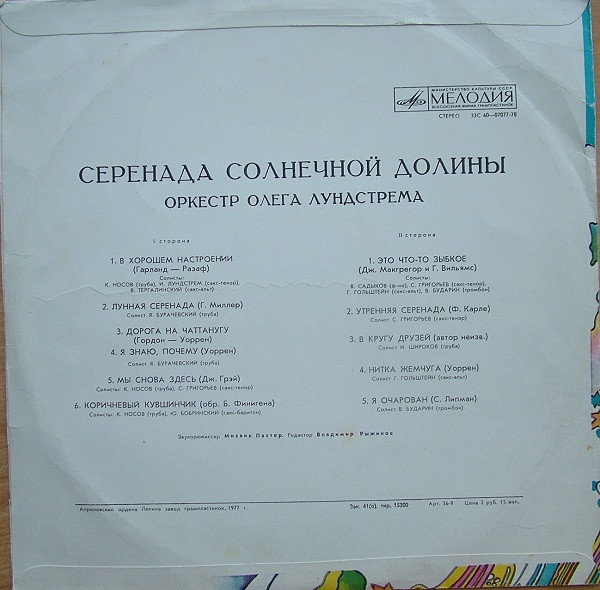 МИНИСТЕРСТВО КУЛЬТУРЫ СССР
МЕЛОДИЯ
ВСЕСОЮЗНАЯ ФИРМА ГРАМПЛАСТИНОК
СТЕРЕО 33С 60—07077-78
СЕРЕНАДА СОЛНЕЧНОЙ ДОЛИНЫ
ОРКЕСТР ОЛЕГА ЛУНДСТРЕМА
I сторона
1. В ХОРОШЕМ НАСТРОЕНИИ
(Гарланд — Разаф)
Солисты:
К. НОСОВ (труба), И. ЛУНДСТРЕМ (сакс-тенор),
В. ТЕРГАЛИНСКИЙ (сакс-альт)
2. ЛУННАЯ СЕРЕНАДА (Г. Миллер)
Солист Я. БУРАЧЕВСКИЙ (труба)
3. ДОРОГА НА ЧАТТАНУГУ
(Гордон — Уоррен)
4. Я ЗНАЮ, ПОЧЕМУ (Уоррен)
Солист Я. БУРАЧЕВСКИЙ (труба)
5. МЫ СНОВА ЗДЕСЬ (Дж. Грэй)
Солисты: К. НОСОВ (труба), С. ГРИГОРЬЕВ (сакс-тенор)
6. КОРИЧНЕВЫЙ КУВШИНЧИК (обр. Б. Финигена)
Солисты: К. НОСОВ (труба), Ю. БОБРИНСКИЙ (сакс-баритон)
II сторона
1. ЭТО ЧТО-ТО ЗЫБКОЕ
(Дж. Макгрегор и Г. Вильямс)
Солисты:
В. САДЫКОВ (ф-но), С. ГРИГОРЬЕВ (сакс-тенор),
Г. ГОЛЬШТЕЙН (сакс-альт), В. БУДАРИН (тромбон)
2. УТРЕННЯЯ СЕРЕНАДА (Ф. Карле)
Солист С. ГРИГОРЬЕВ (сакс-тенор)
3. В КРУГУ ДРУЗЕЙ (автор неизв.)
Солист И. ШИРОКОВ (труба)
4. НИТКА ЖЕМЧУГА (Уоррен)
Солист Г. ГОЛЬШТЕЙН (сакс-альт)
5. Я ОЧАРОВАН (С. Липман)
Солист В. БУДАРИН (тромбон)
Звукорежиссер Михаил Пахтер. Редактор Владимир Рыжиков
Апрелевский ордена Ленина завод грампластинок, 1977 г. Зак. 41(о), тир. 15300 Арт. 36-9 Цена 2 руб. 15 коп.